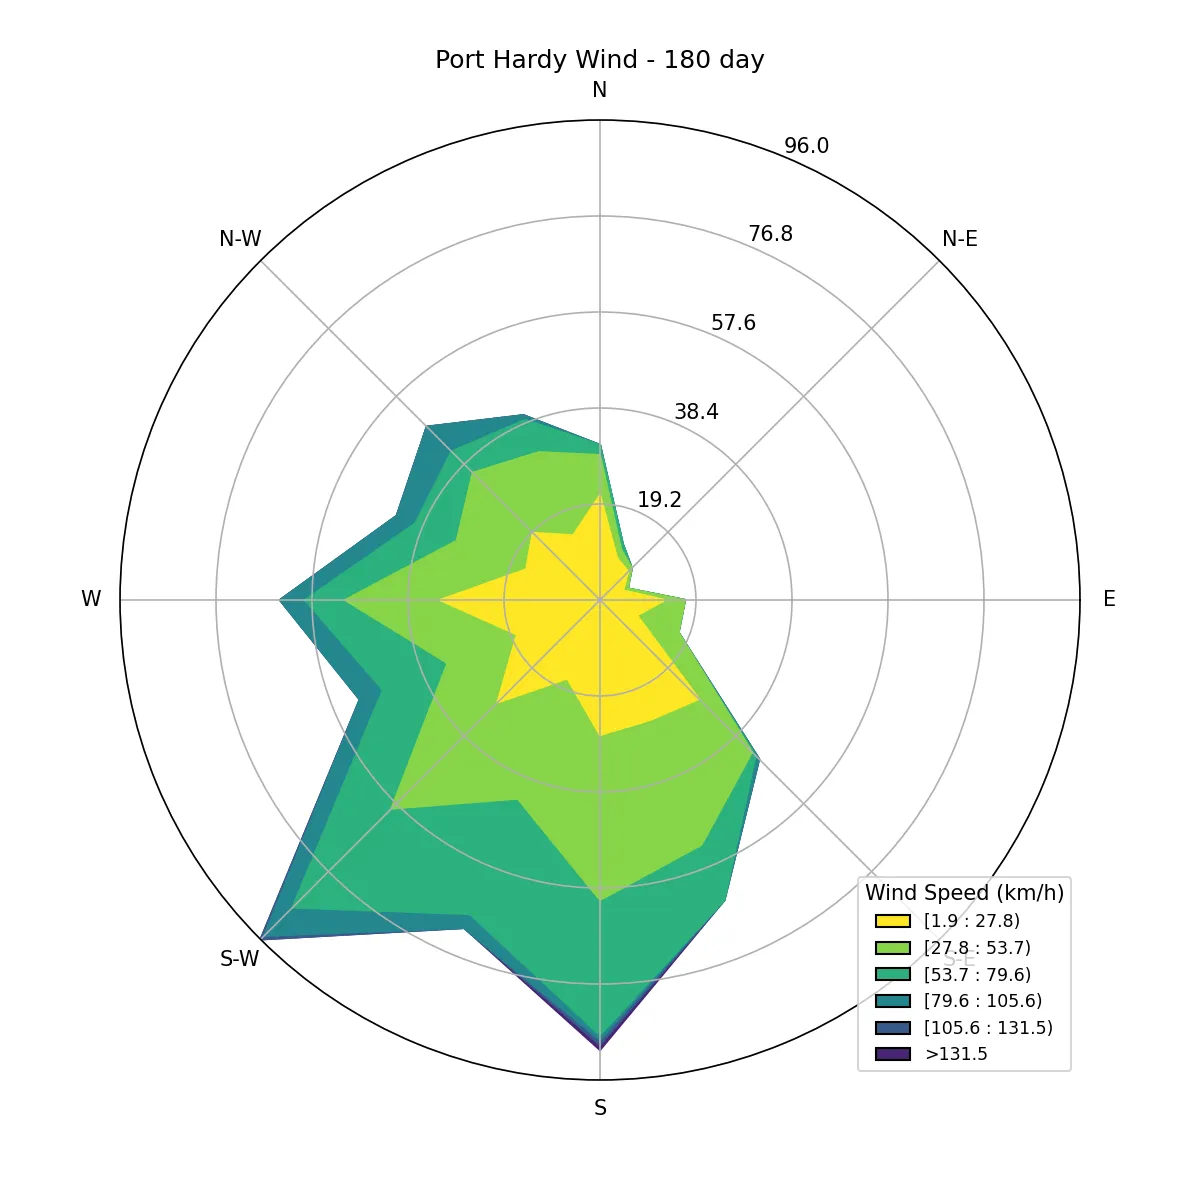 Port Hardy Wind - 180 day
N
96.0
N-W
N-E
76.8
57.6
38.4
19.2
W
E
Wind Speed (km/h)
[1.9 : 27.8)
[27.8 : 53.7)
S-W
S-E
[53.7 : 79.6)
[79.6 : 105.6)
[105.6 : 131.5)
>131.5
S